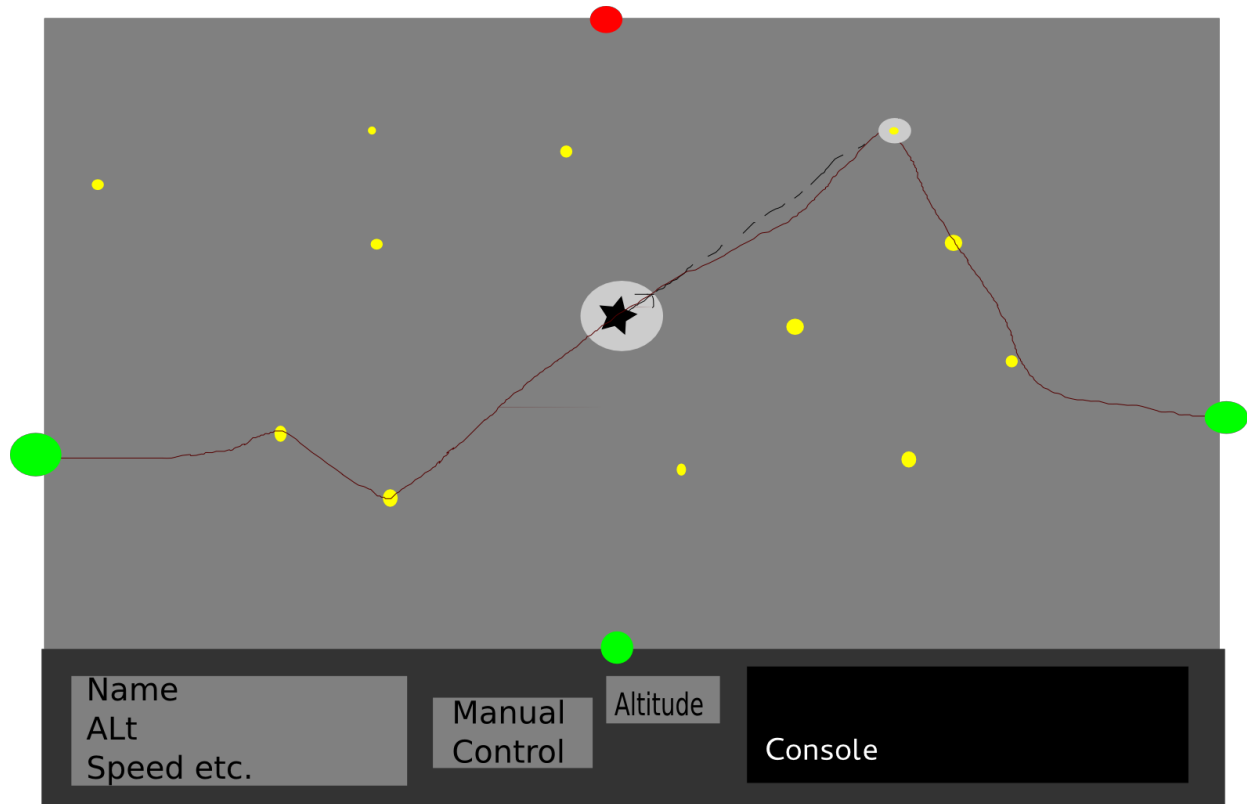 Name
ALt
Speed etc.
Manual
Control
Altitude
Console